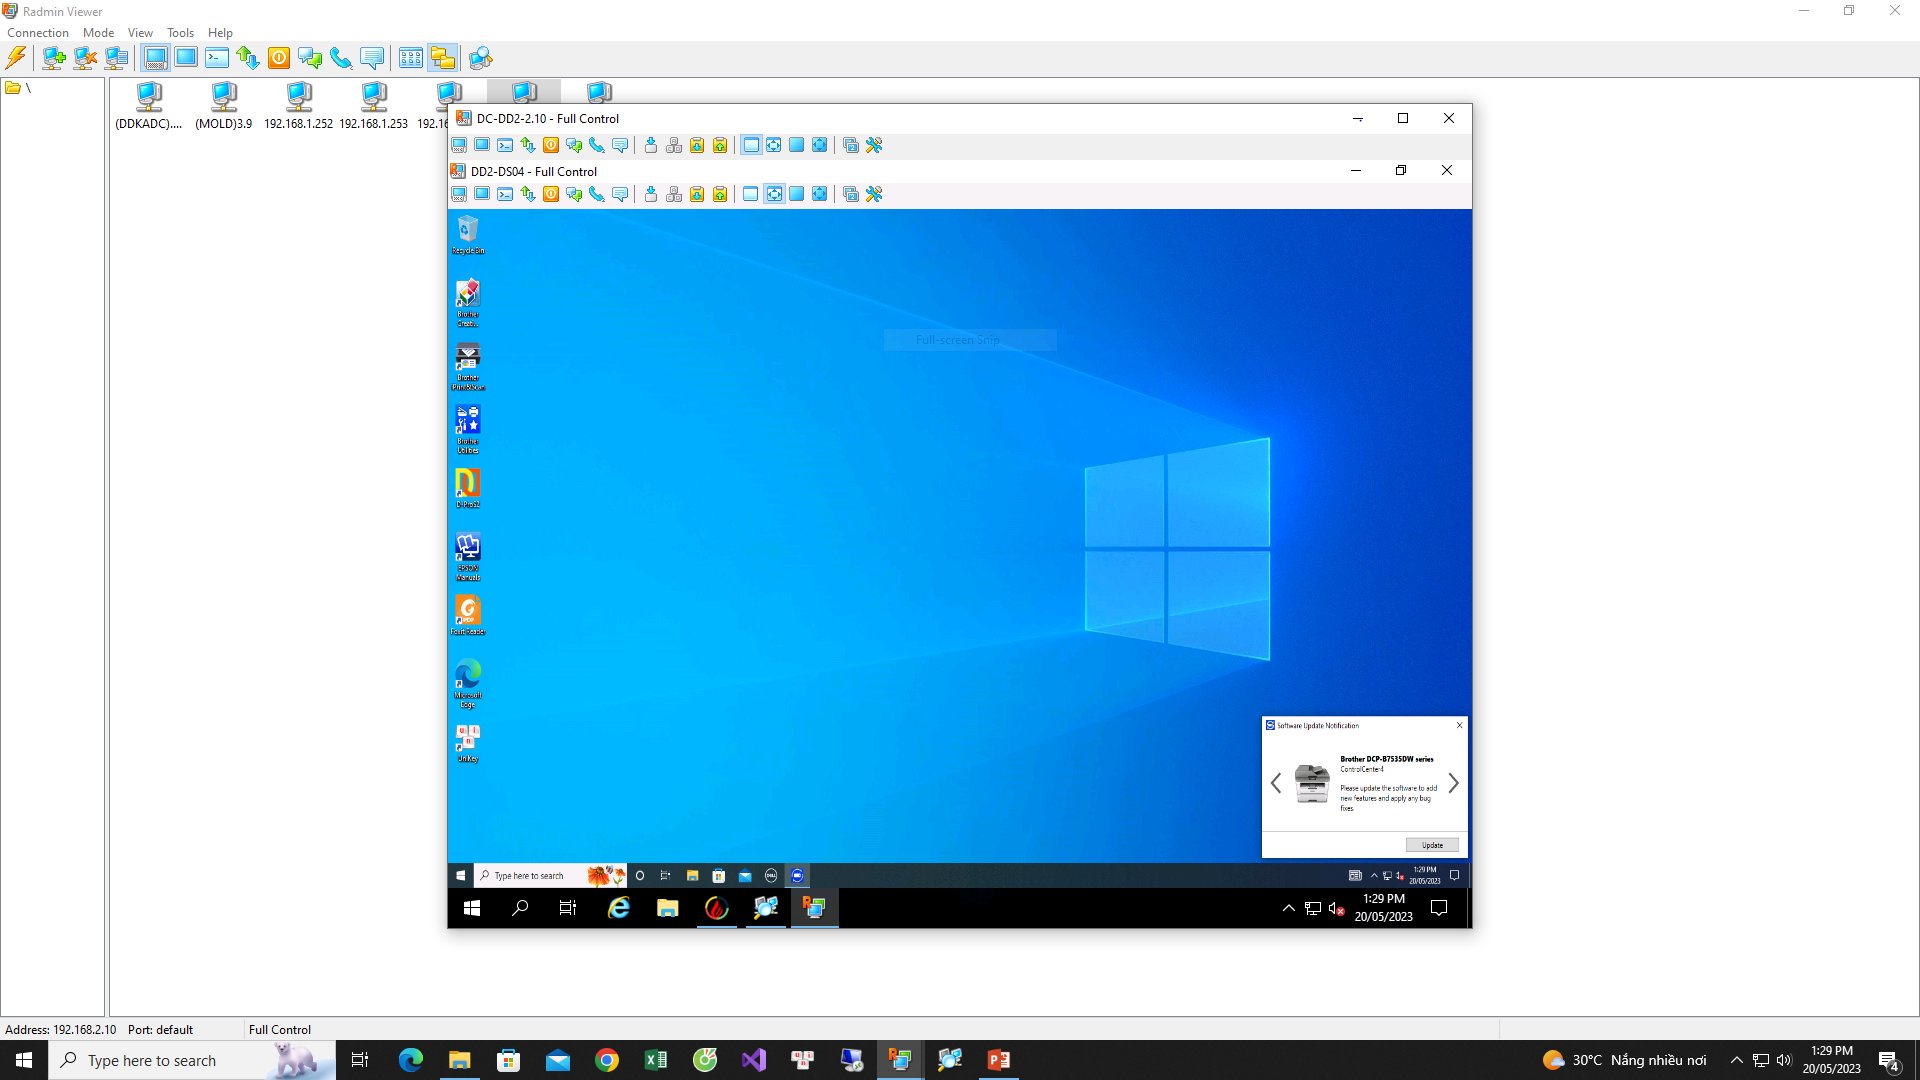 Radmin Viewer
Connection Mode View Tools Help
\
(DDKADC)....
(MOLD)3.9
192.168.1.252
192.168.1.253
192.16
DC-DD2-2.10 - Full Control
DD2-DS04 - Full Control
Recycle Bin
Brother
Creat...
Full-screen Snip
Brother
iPrint&Scan
Brother
Utilities
EPSON
Manuals
Foxit Reader
Microsoft
Edge
UniKey
Software Update Notification
Brother DCP-B7535DW series
ControlCenter4
Please update the software to add
new features and apply any bug
fixes.
Update
Type here to search
1:29 PM
20/05/2023
1:29 PM
20/05/2023
Address: 192.168.2.10 Port: default Full Control
Type here to search
30°C Nắng nhiều nơi
1:29 PM
20/05/2023
4